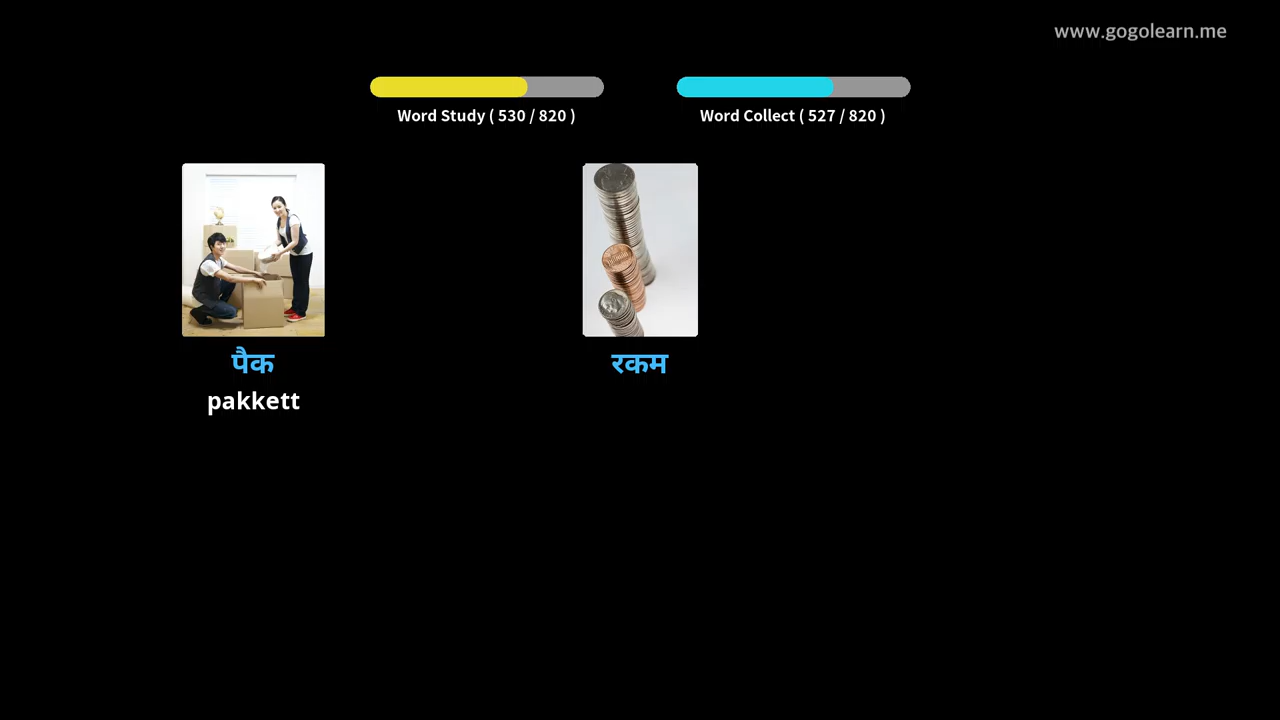 www.gogolearn.me
Word Study ( 530 / 820 )
Word Collect ( 527 / 820 )
पैक
रकम
pakkett